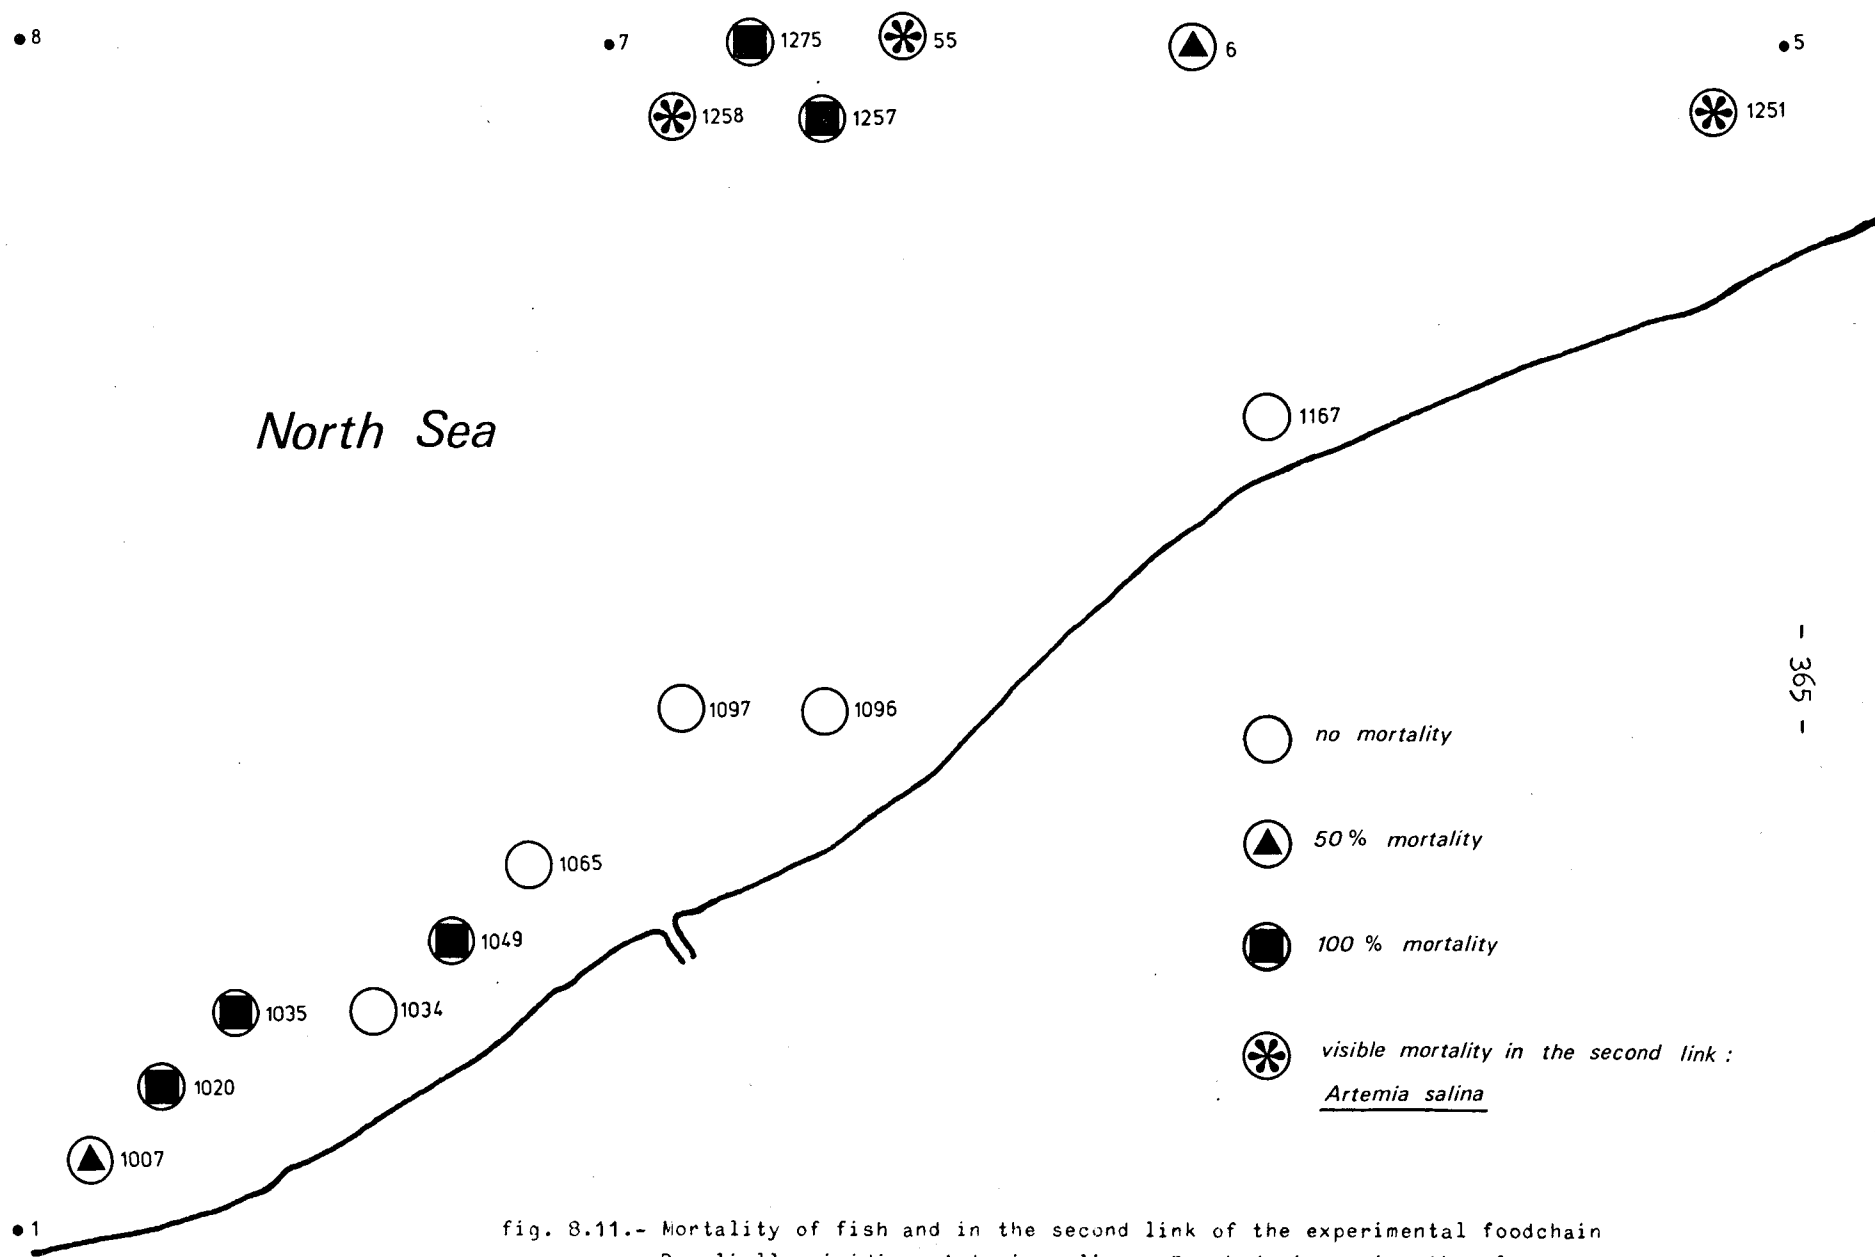 8
7
1275
55
6
5
1258
1257
1251
North Sea
1167
- 365 -
1097
1096
no mortality
50 % mortality
1065
1049
100 % mortality
1035
1034
visible mortality in the second link :
Artemia salina
1020
1007
1
fig. 8.11.- Mortality of fish and in the second link of the experimental foodchain